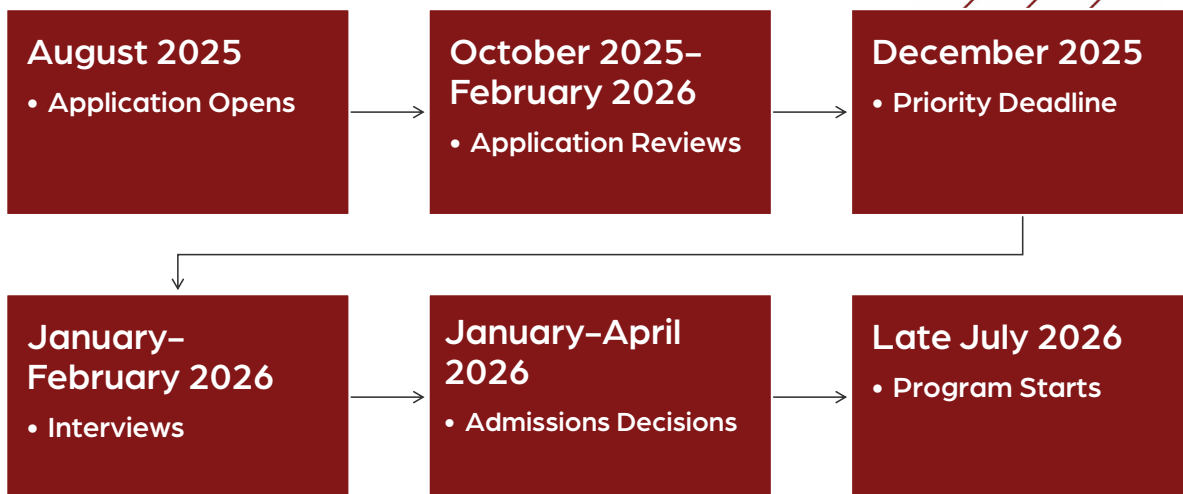 August 2025
• Application Opens
October 2025–
February 2026
• Application Reviews
December 2025
• Priority Deadline
January–
February 2026
• Interviews
January–April
2026
• Admissions Decisions
Late July 2026
• Program Starts